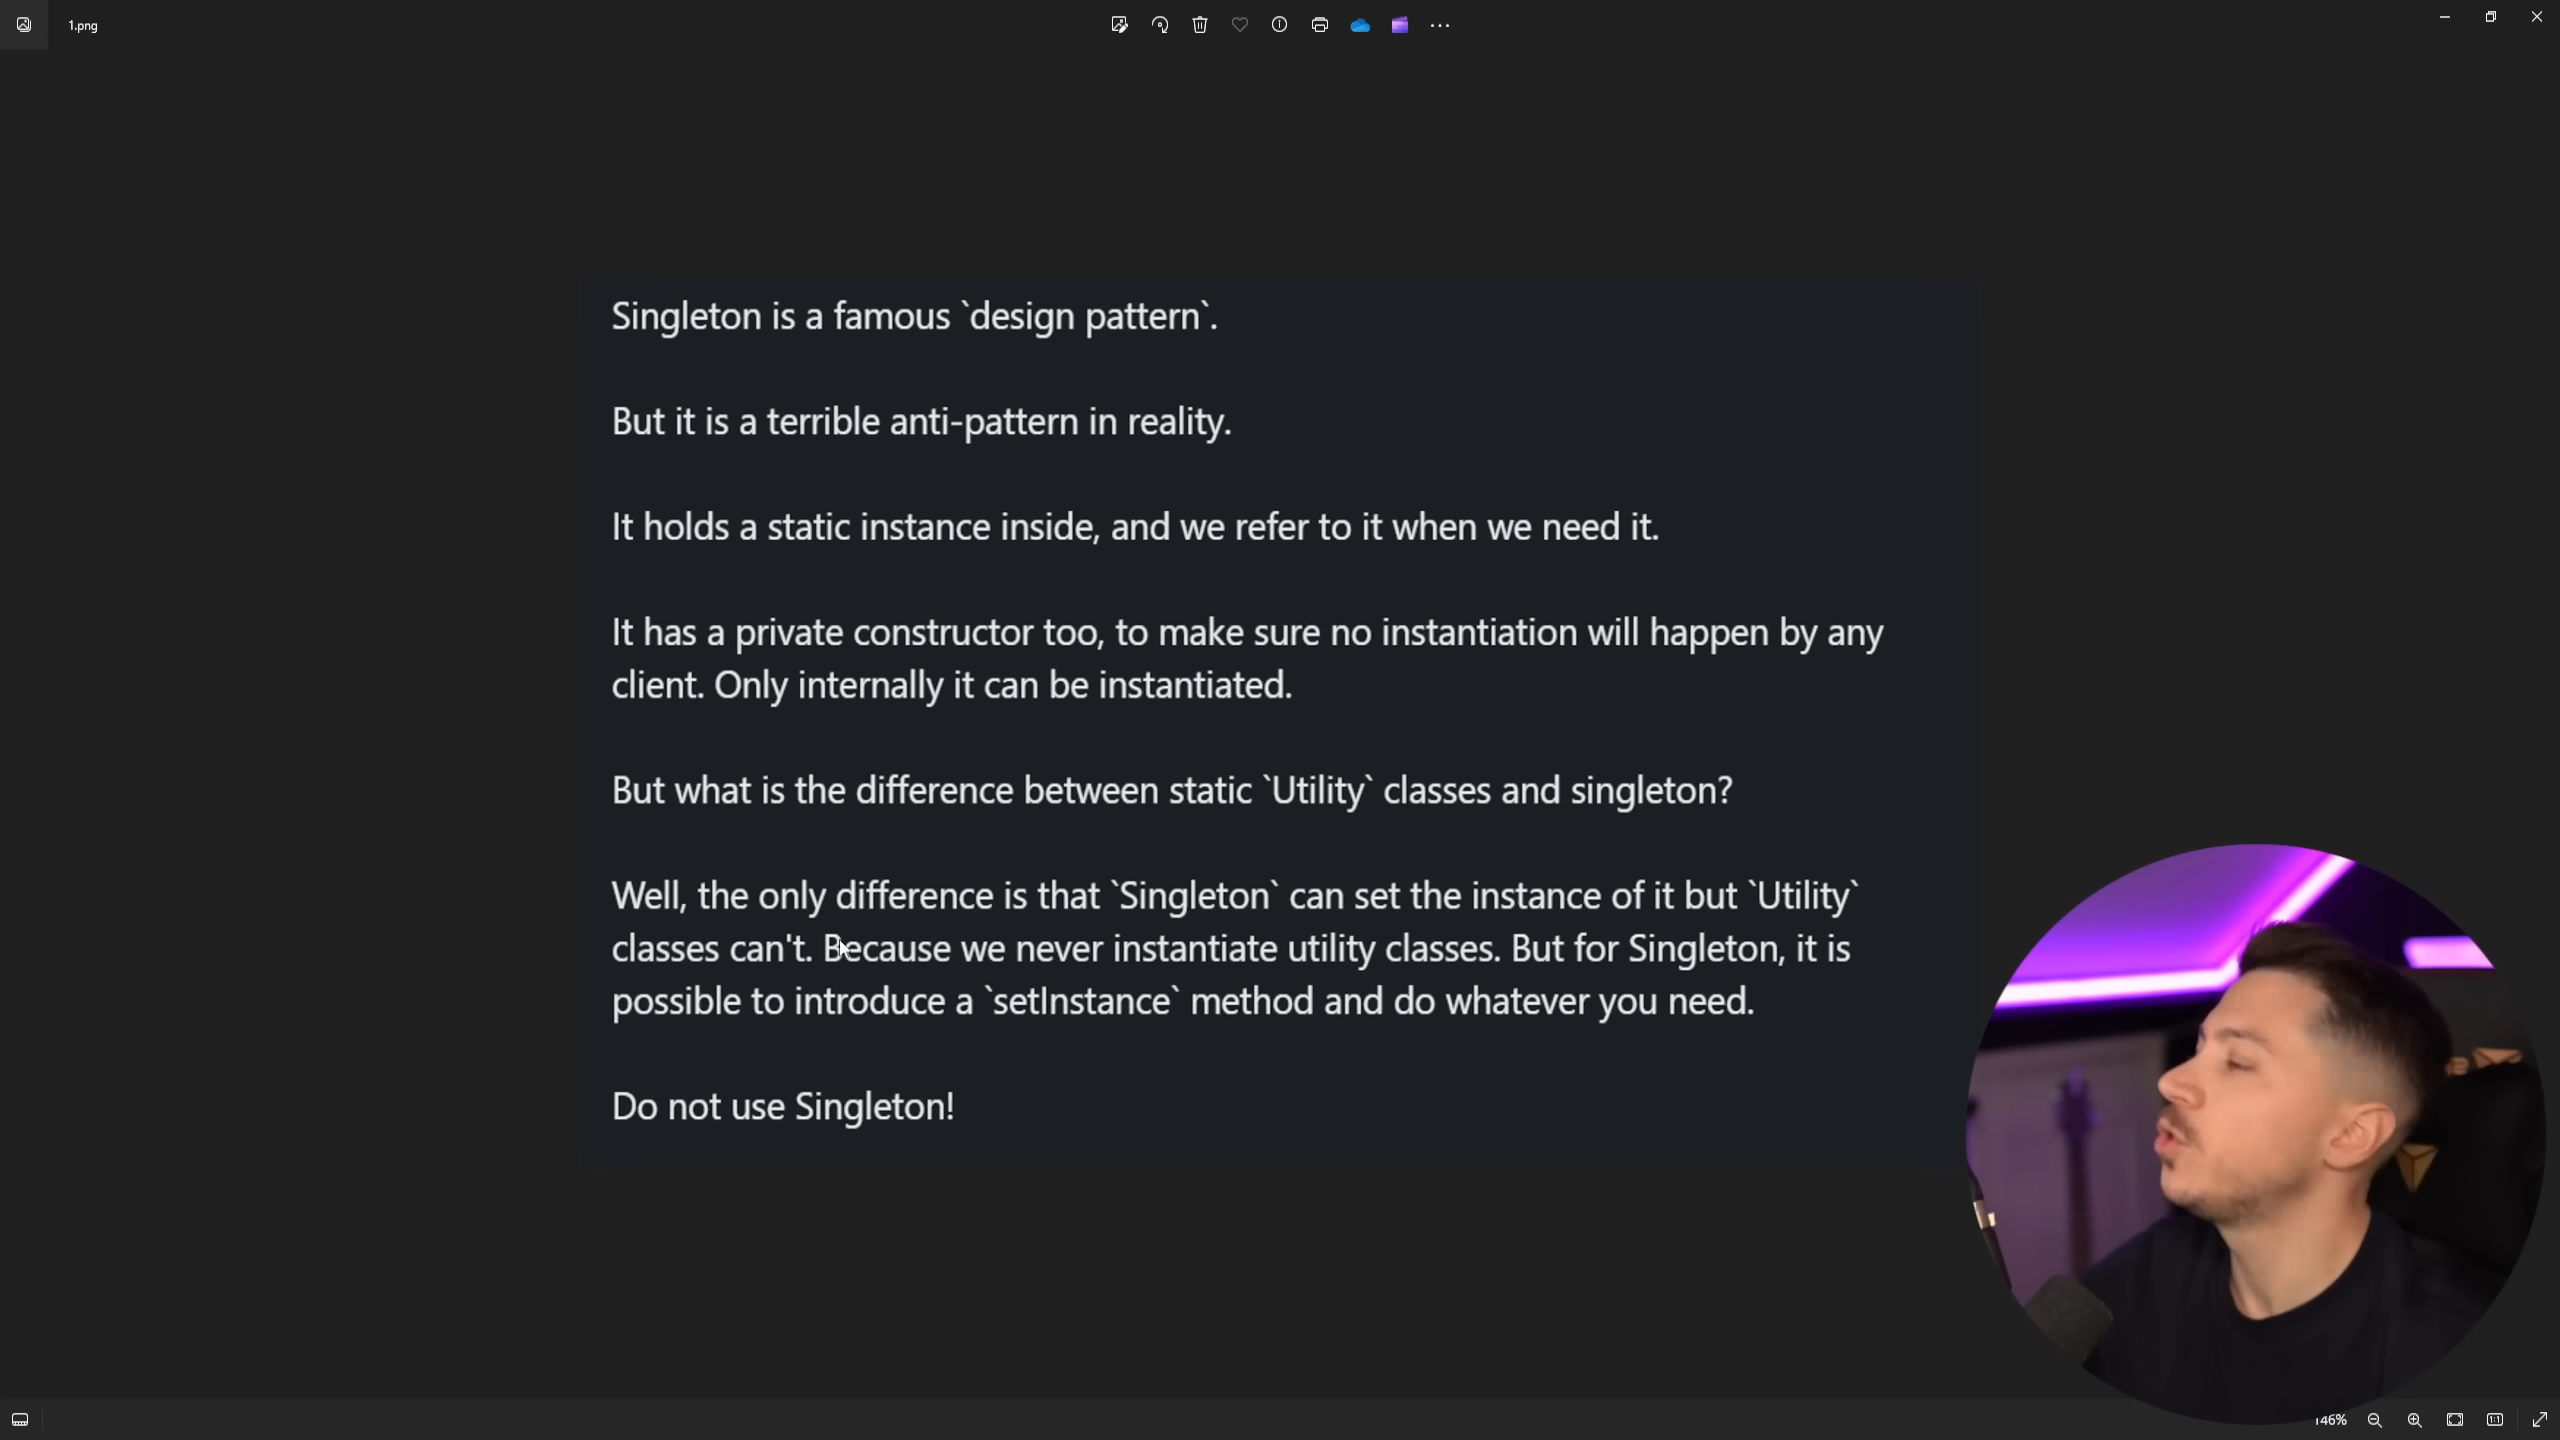 1.png
Singleton is a famous `design pattern`.
But it is a terrible anti-pattern in reality.
It holds a static instance inside, and we refer to it when we need it.
It has a private constructor too, to make sure no instantiation will happen by any
client. Only internally it can be instantiated.
But what is the difference between static `Utility` classes and singleton?
Well, the only difference is that `Singleton` can set the instance of it but `Utility`
classes can't. Because we never instantiate utility classes. But for Singleton, it is
possible to introduce a `setInstance` method and do whatever you need.
Do not use Singleton!
146%